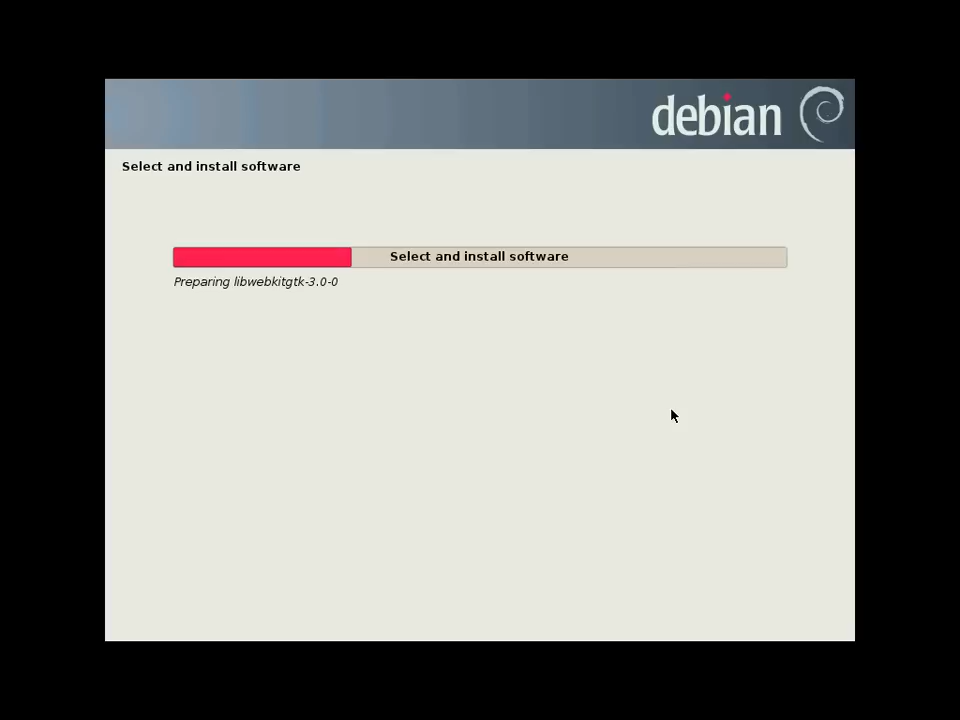 debian
Select and install software
Select and install software
Preparing libwebkitgtk-3.0-0